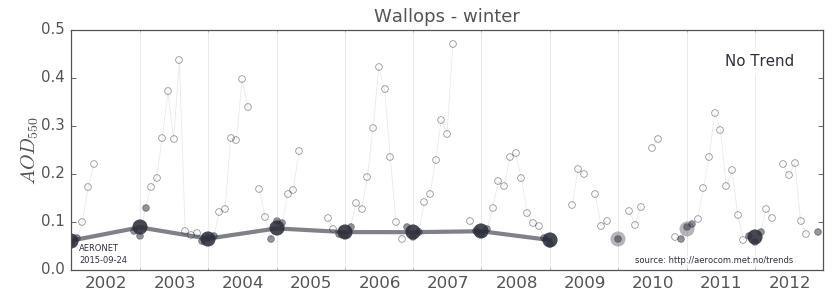 Wallops - winter
No Trend
AOD550
0.5
0.4
0.3
0.2
0.1
0.0
AERONET
2015-09-24
source: http://aerocom.met.no/trends
2002 2003 2004 2005 2006 2007 2008 2009 2010 2011 2012